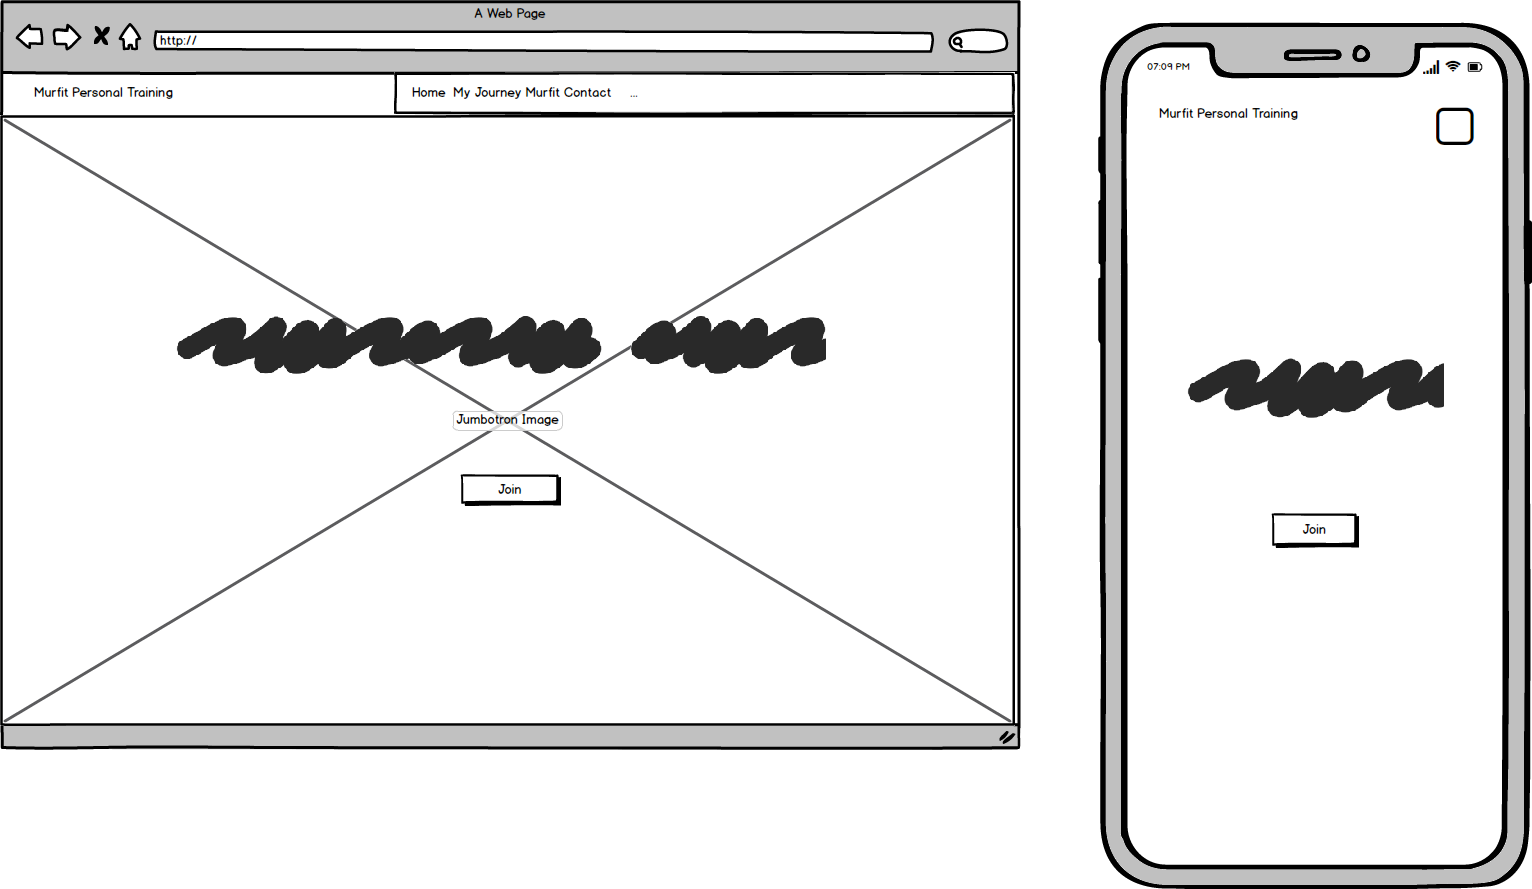 A Web Page
http://
Murfit Personal Training
Home My Journey Murfit Contact ...
Jumbotron Image
Join
07:09 PM
Murfit Personal Training
Join